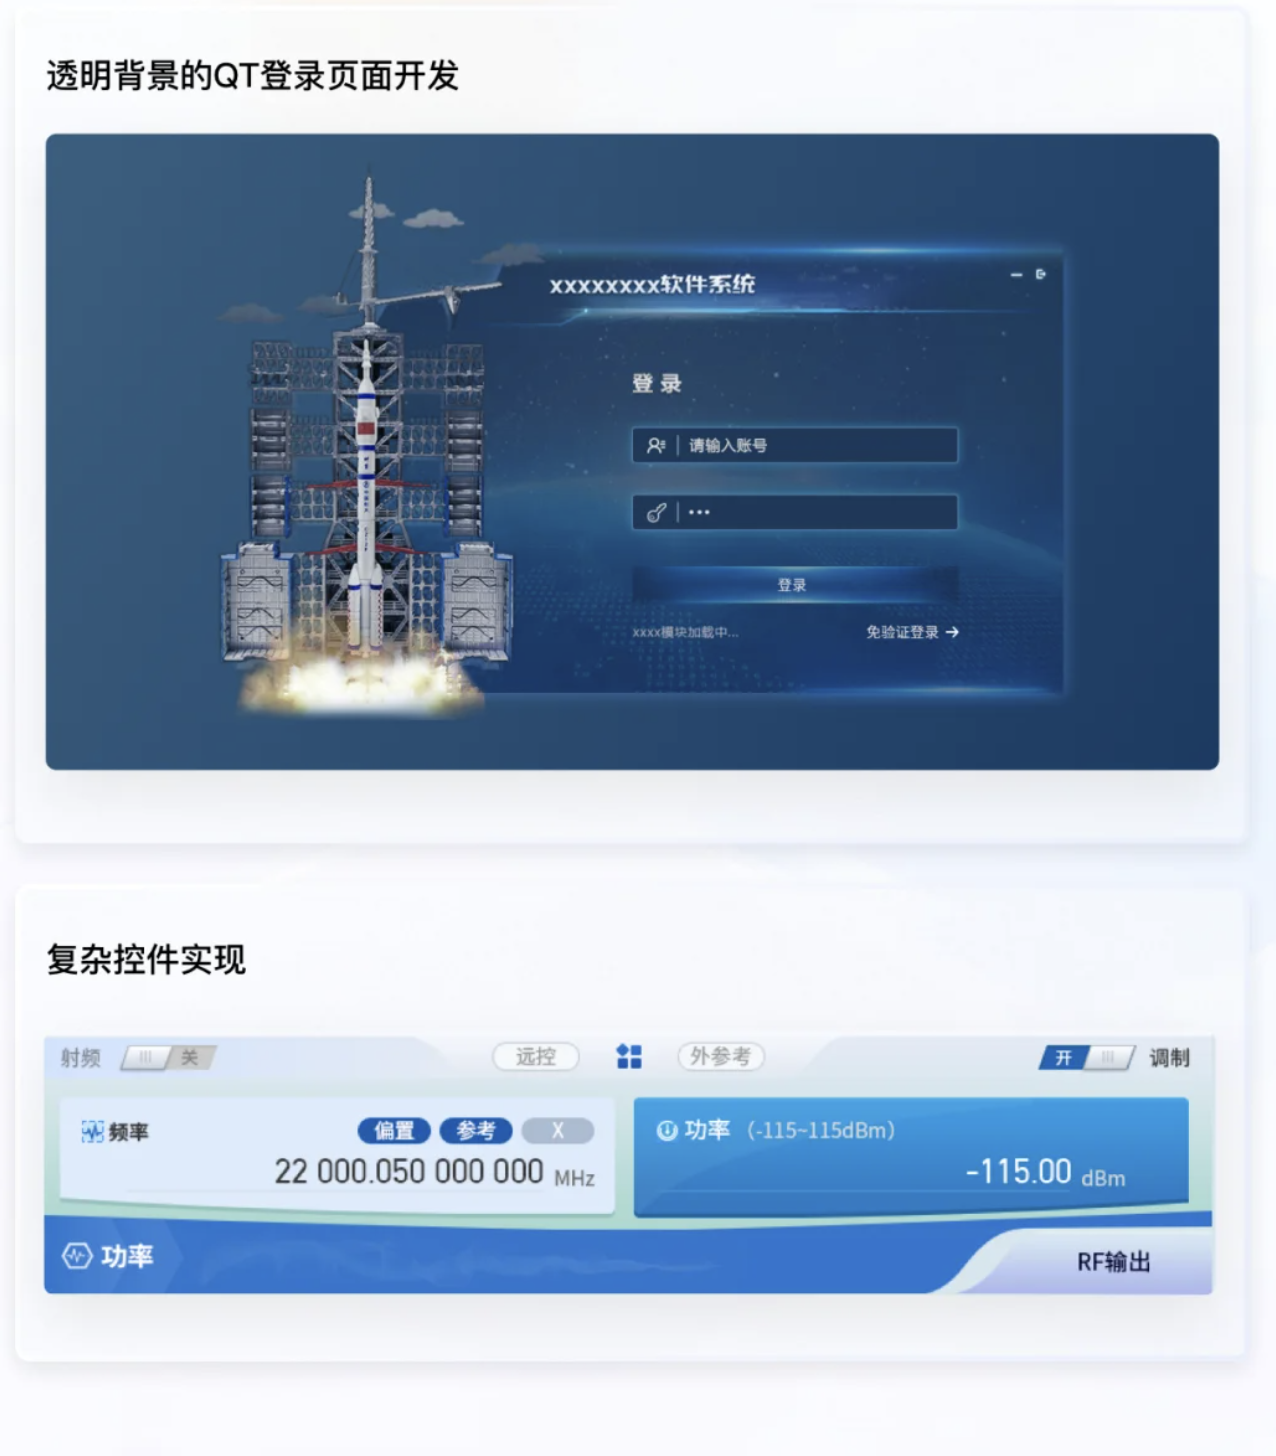 透明背景的QT登录页面开发
xxxxxxxx软件系统
登 录
请输入账号
•••
登录
xxxx模块加载中...
免验证登录 →
复杂控件实现
射频 关 远控 外参考 开 调制
频率 偏置 参考 X
22 000.050 000 000 MHz
功率 (-115~115dBm)
-115.00 dBm
功率
RF输出